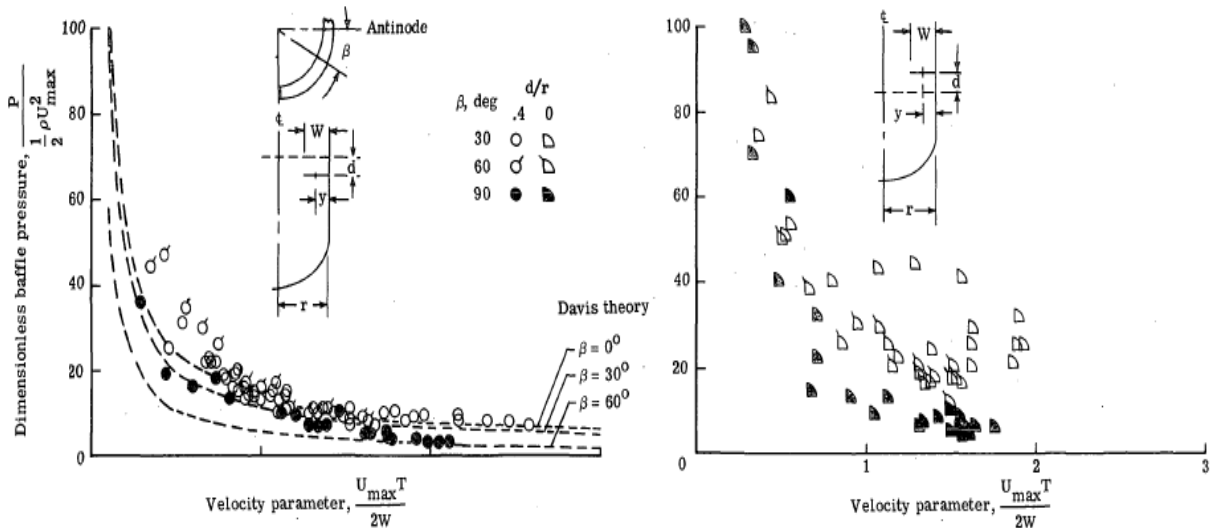 100
80
60
40
20
0
Dimensionless baffle pressure, P / 1/2 ρU²max
Antinode
β
℄
W
d
y
r
d/r
β, deg .4 0
30
60
90
Davis theory
β = 0°
β = 30°
β = 60°
Velocity parameter, UmaxT / 2W
100
80
60
40
20
0
1
2
3
℄
W
d
y
r
Velocity parameter, UmaxT / 2W